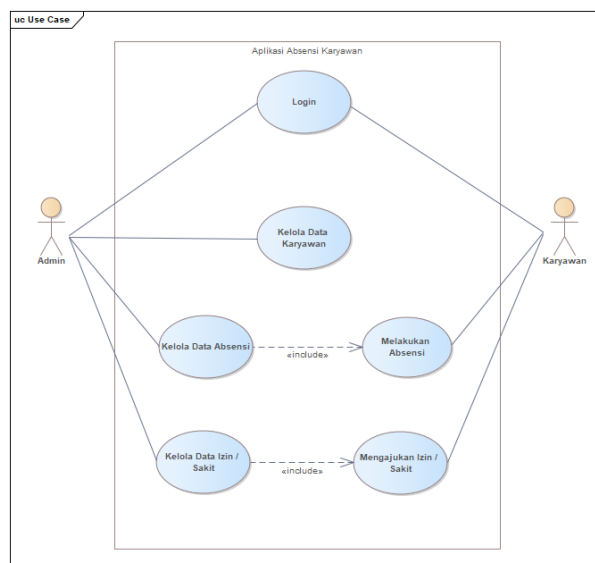 uc Use Case
Aplikasi Absensi Karyawan
Login
Kelola Data
Karyawan
Admin
Karyawan
Kelola Data Absensi
«include»
Melakukan
Absensi
Kelola Data Izin /
Sakit
«include»
Mengajukan Izin /
Sakit